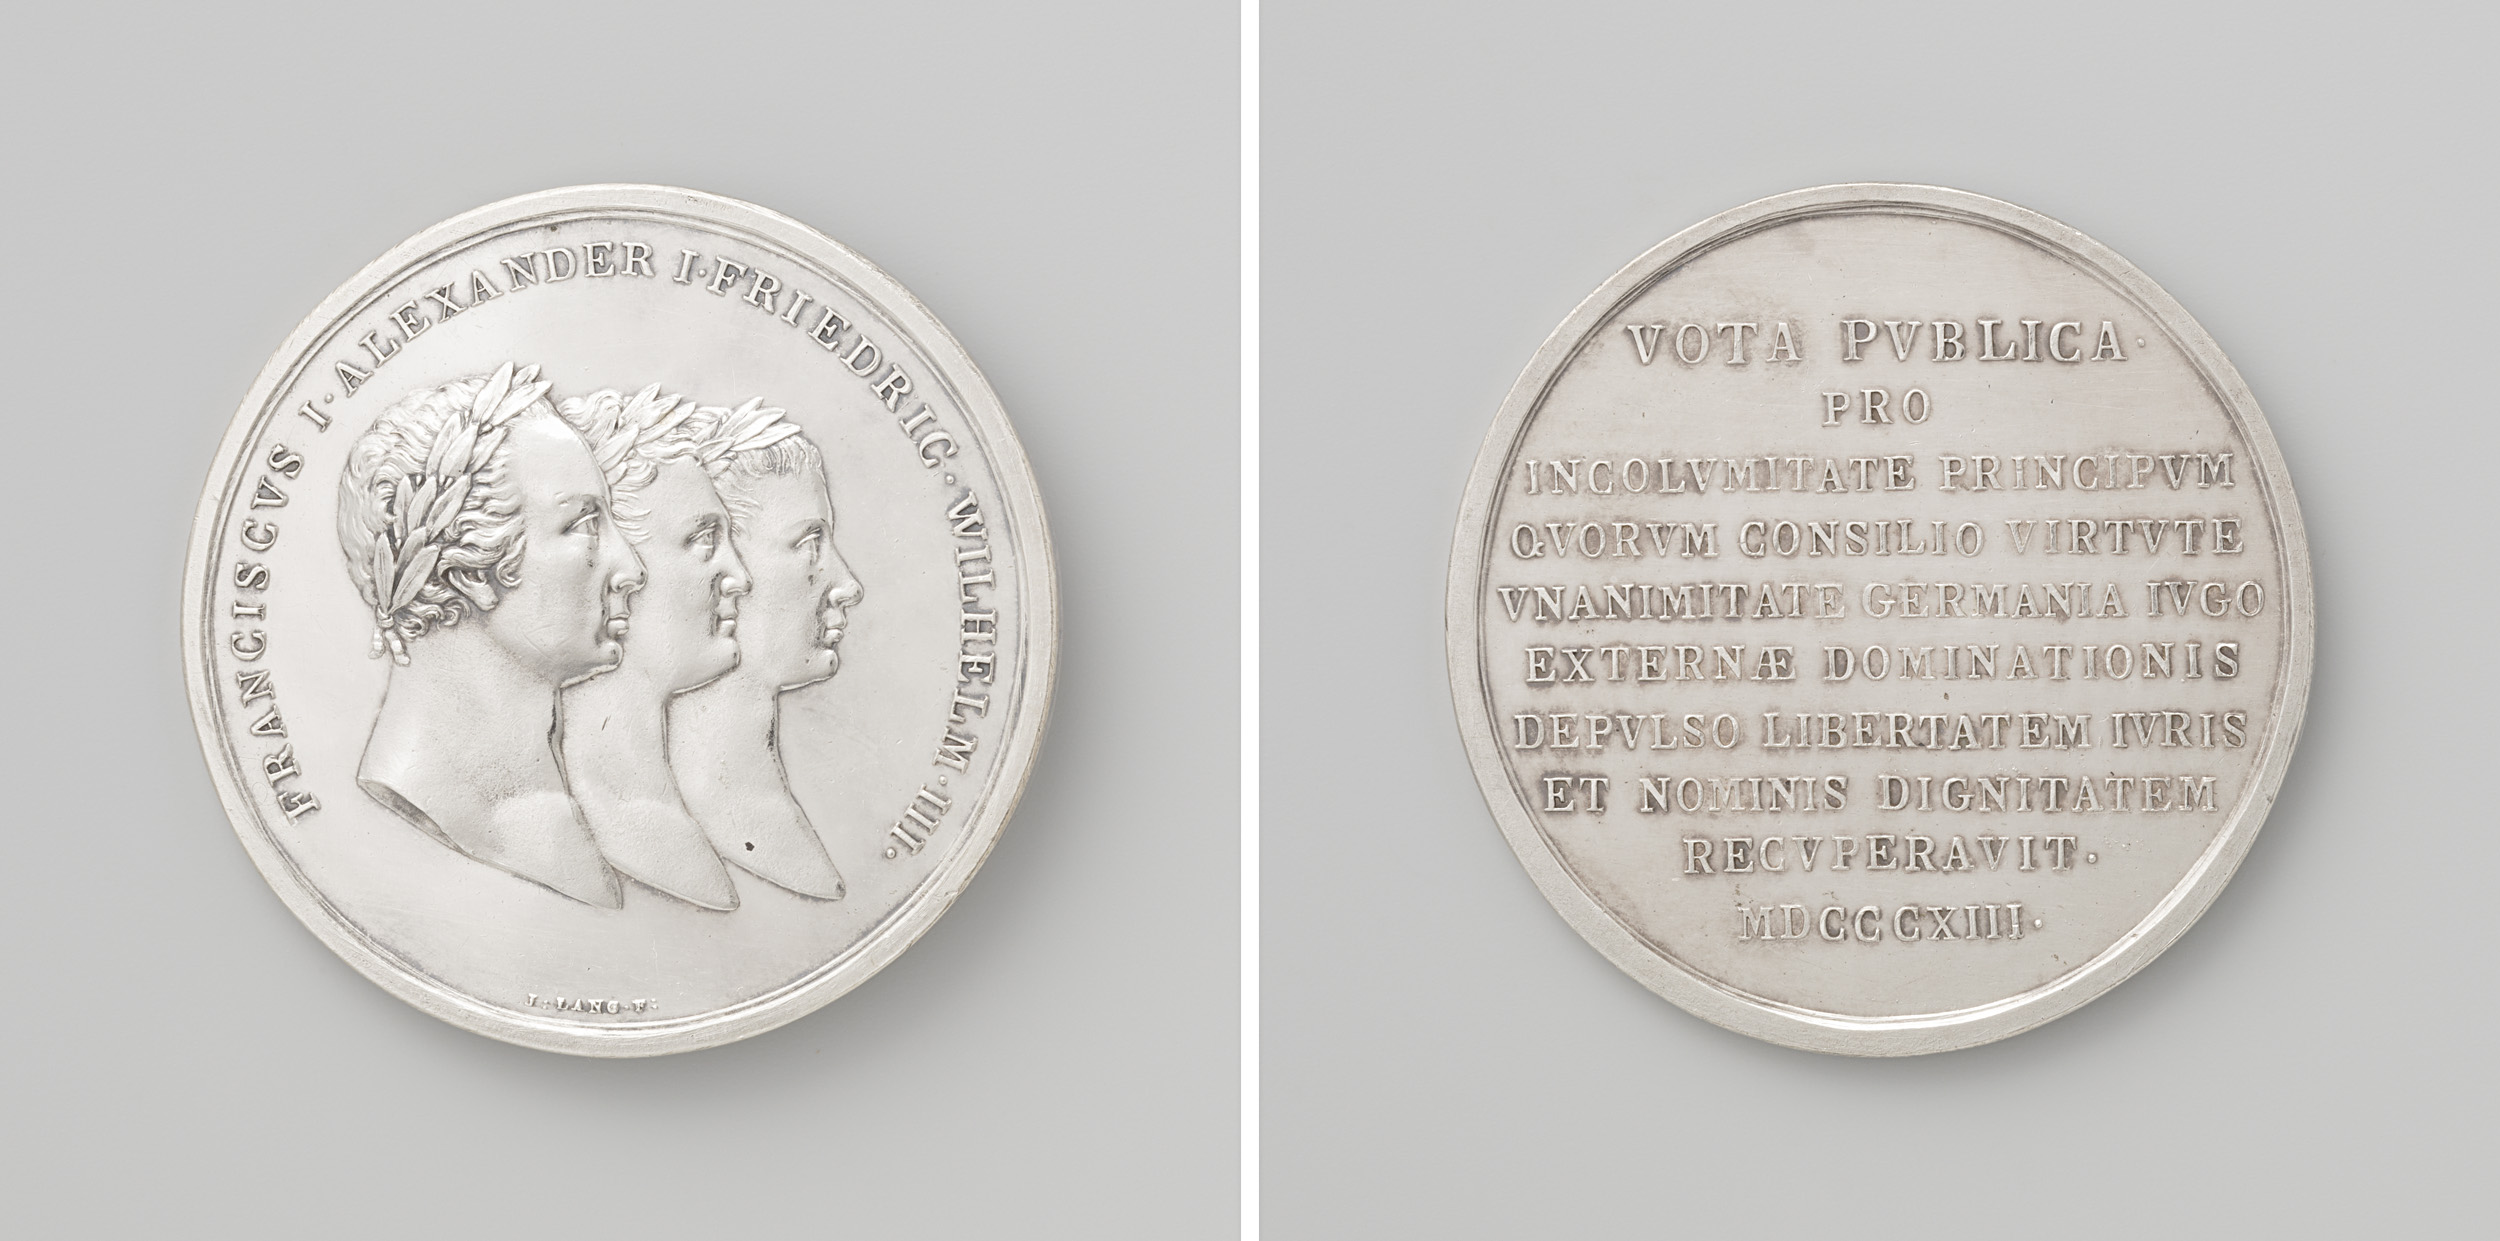 FRANCISCVS I·ALEXANDER I·FRIEDRIC·WILHELM·III·
J:LANG·F:
VOTA PVBLICA·
PRO
INCOLVMITATE PRINCIPVM
QVORVM CONSILIO VIRTVTE
VNANIMITATE GERMANIA IVGO
EXTERNÆ DOMINATIONIS
DEPVLSO LIBERTATEM IVRIS
ET NOMINIS DIGNITATEM
RECVPERAVIT·
MDCCCXIII·